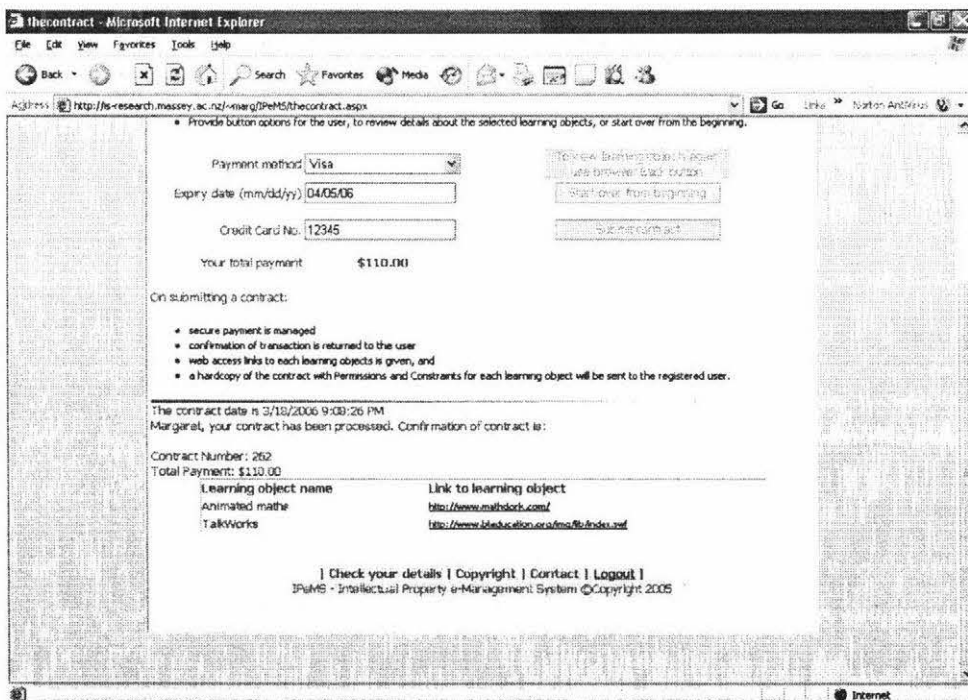 thecontract - Microsoft Internet Explorer
File Edit View Favorites Tools Help
Back Search Favorites Media
Address http://is-research.massey.ac.nz/~marg/IPeMS/thecontract.aspx Go Links » Norton AntiVirus
• Provide button options for the user, to review details about the selected learning objects, or start over from the beginning.
Payment method Visa
To view learning objects again
use browser Back button
Expiry date (mm/dd/yy) 04/05/06 Start over from beginning
Credit Card No. 12345 Submit contract
Your total payment $110.00
On submitting a contract:
• secure payment is managed
• confirmation of transaction is returned to the user
• web access links to each learning objects is given, and
• a hardcopy of the contract with Permissions and Constraints for each learning object will be sent to the registered user.
The contract date is 3/18/2006 9:08:26 PM
Margaret, your contract has been processed. Confirmation of contract is:
Contract Number: 262
Total Payment: $110.00
Learning object name Link to learning object
Animated maths http://www.mathdork.com/
TalkWorks
| Check your details | Copyright | Contact | Logout |
IPeMS - Intellectual Property e-Management System ©Copyright 2005
Internet